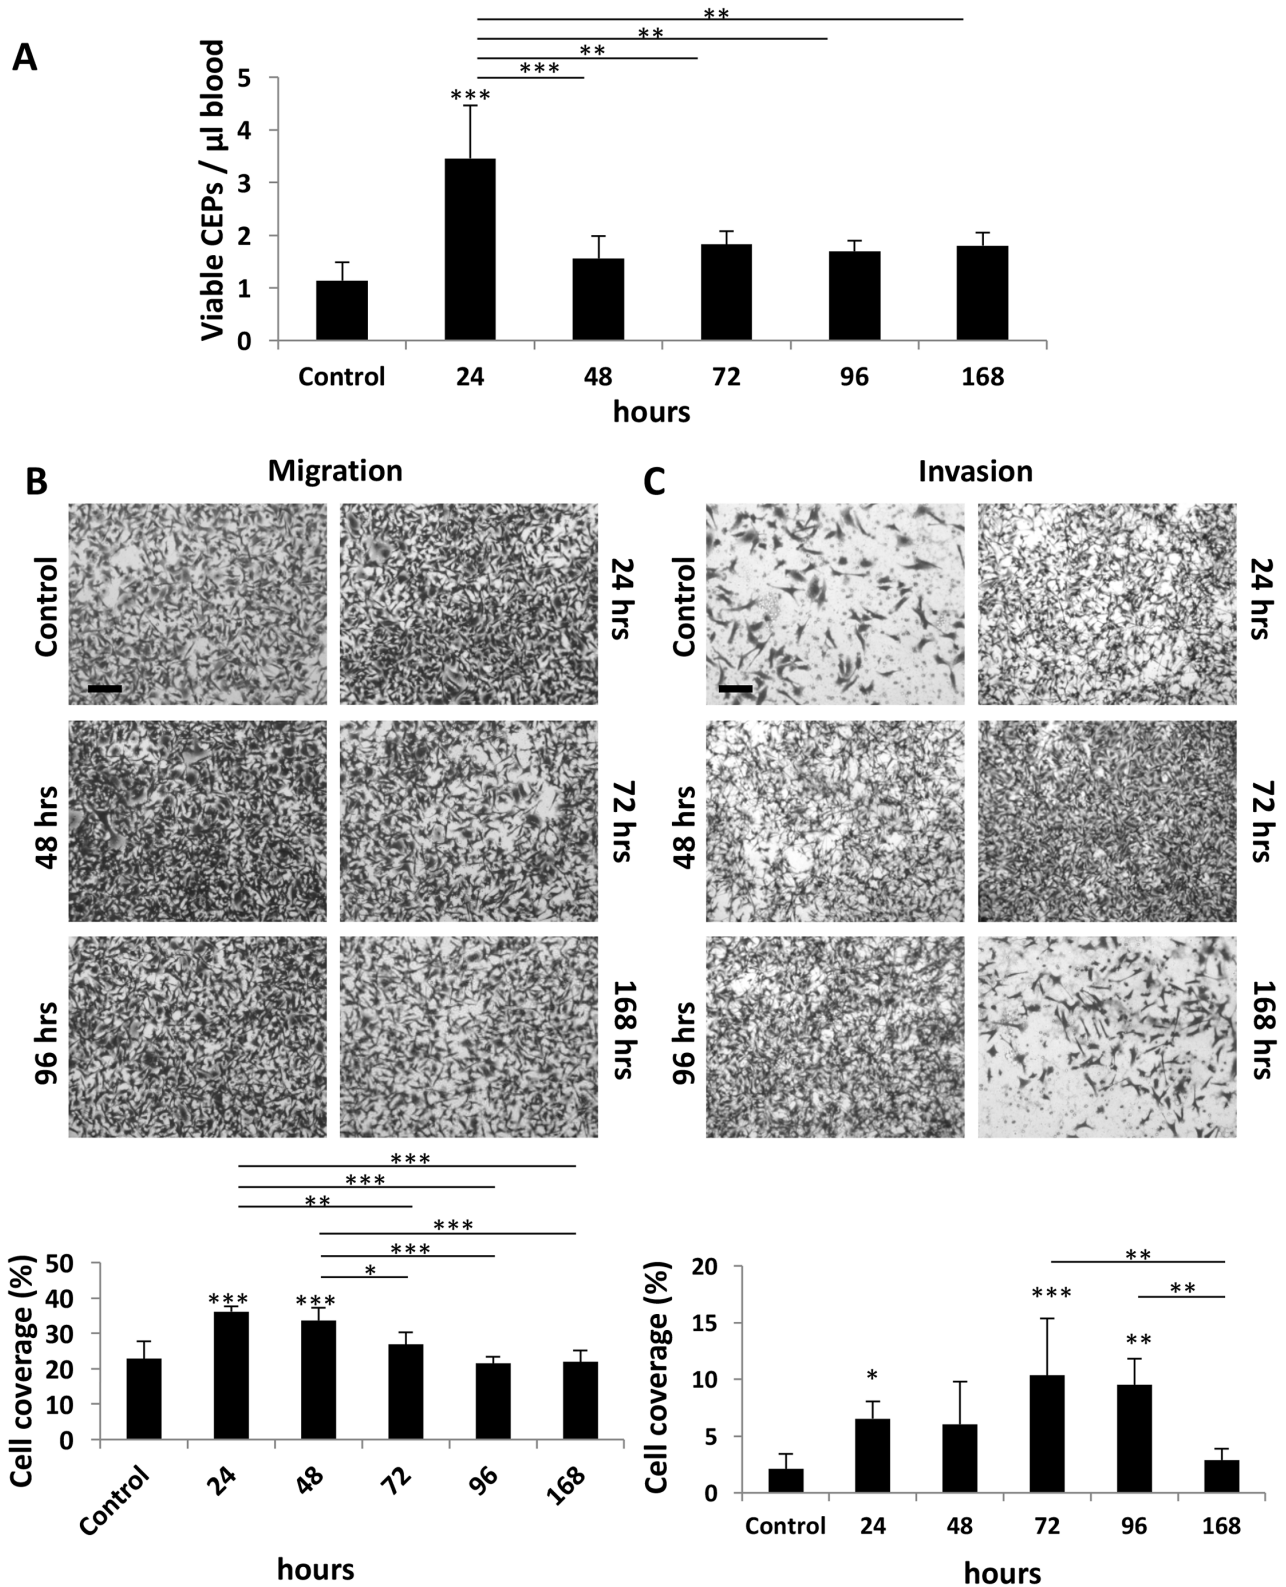 A
**
**
**
***
***
Viable CEPs / µl blood
5
4
3
2
1
0
Control 24 48 72 96 168
hours
B
Migration
Control
24 hrs
48 hrs
72 hrs
96 hrs
168 hrs
***
***
**
***
***
*
*** ***
Cell coverage (%)
50
40
30
20
10
0
Control 24 48 72 96 168
hours
C
Invasion
Control
24 hrs
48 hrs
72 hrs
96 hrs
168 hrs
**
**
***
**
*
Cell coverage (%)
20
15
10
5
0
Control 24 48 72 96 168
hours